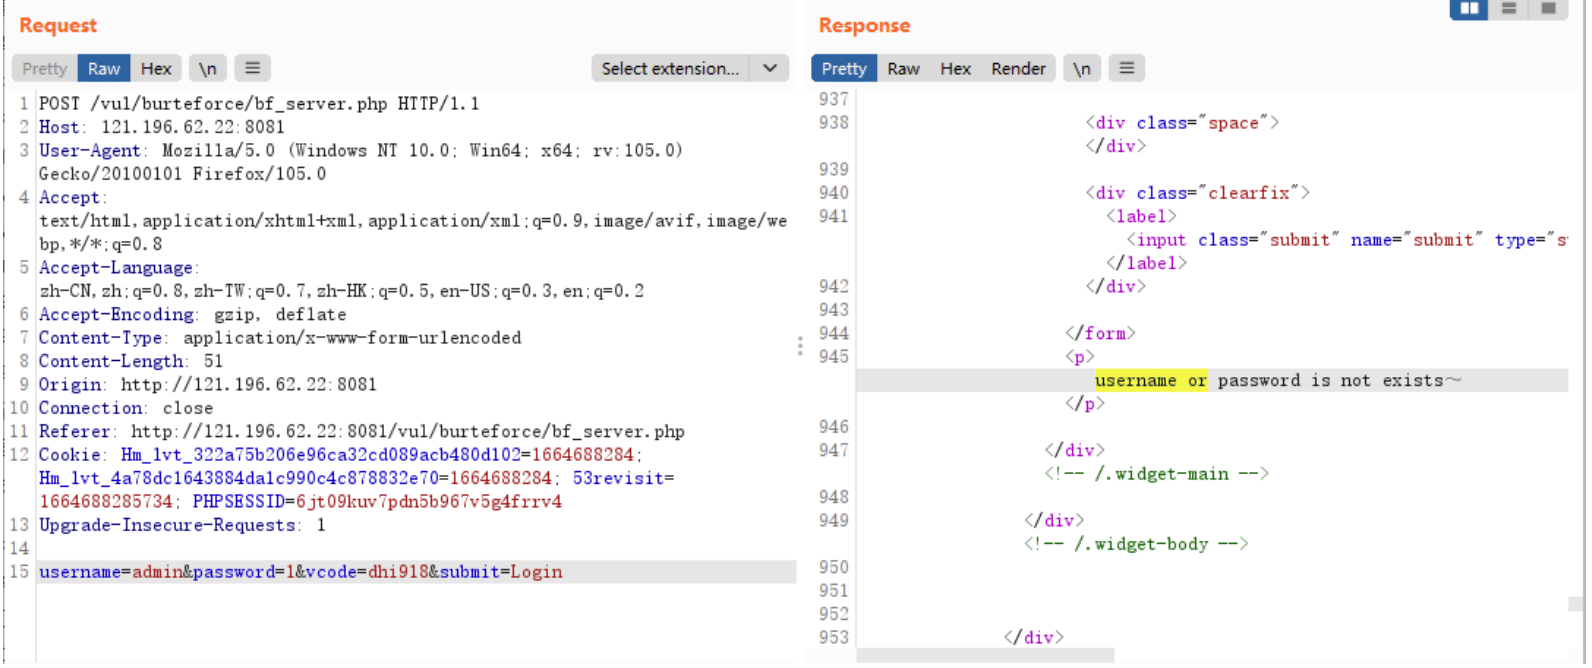 Request
Pretty Raw Hex \n
Select extension...
1 POST /vul/burteforce/bf_server.php HTTP/1.1
2 Host: 121.196.62.22:8081
3 User-Agent: Mozilla/5.0 (Windows NT 10.0; Win64; x64; rv:105.0)
Gecko/20100101 Firefox/105.0
4 Accept:
text/html,application/xhtml+xml,application/xml;q=0.9,image/avif,image/we
bp,*/*;q=0.8
5 Accept-Language:
zh-CN,zh;q=0.8,zh-TW;q=0.7,zh-HK;q=0.5,en-US;q=0.3,en;q=0.2
6 Accept-Encoding: gzip, deflate
7 Content-Type: application/x-www-form-urlencoded
8 Content-Length: 51
9 Origin: http://121.196.62.22:8081
10 Connection: close
11 Referer: http://121.196.62.22:8081/vul/burteforce/bf_server.php
12 Cookie: Hm_lvt_322a75b206e96ca32cd089acb480d102=1664688284;
Hm_lvt_4a78dc1643884da1c990c4c878832e70=1664688284; 53revisit=
1664688285734; PHPSESSID=6jt09kuv7pdn5b967v5g4frrv4
13 Upgrade-Insecure-Requests: 1
14
15 username=admin&password=1&vcode=dhi918&submit=Login
Response
Pretty Raw Hex Render \n
937
938 <div class="space">
</div>
939
940 <div class="clearfix">
941 <label>
<input class="submit" name="submit" type="s
</label>
942 </div>
943
944 </form>
945 <p>
username or password is not exists~
</p>
946
947 </div>
<!-- /.widget-main -->
948
949 </div>
<!-- /.widget-body -->
950
951
952
953 </div>